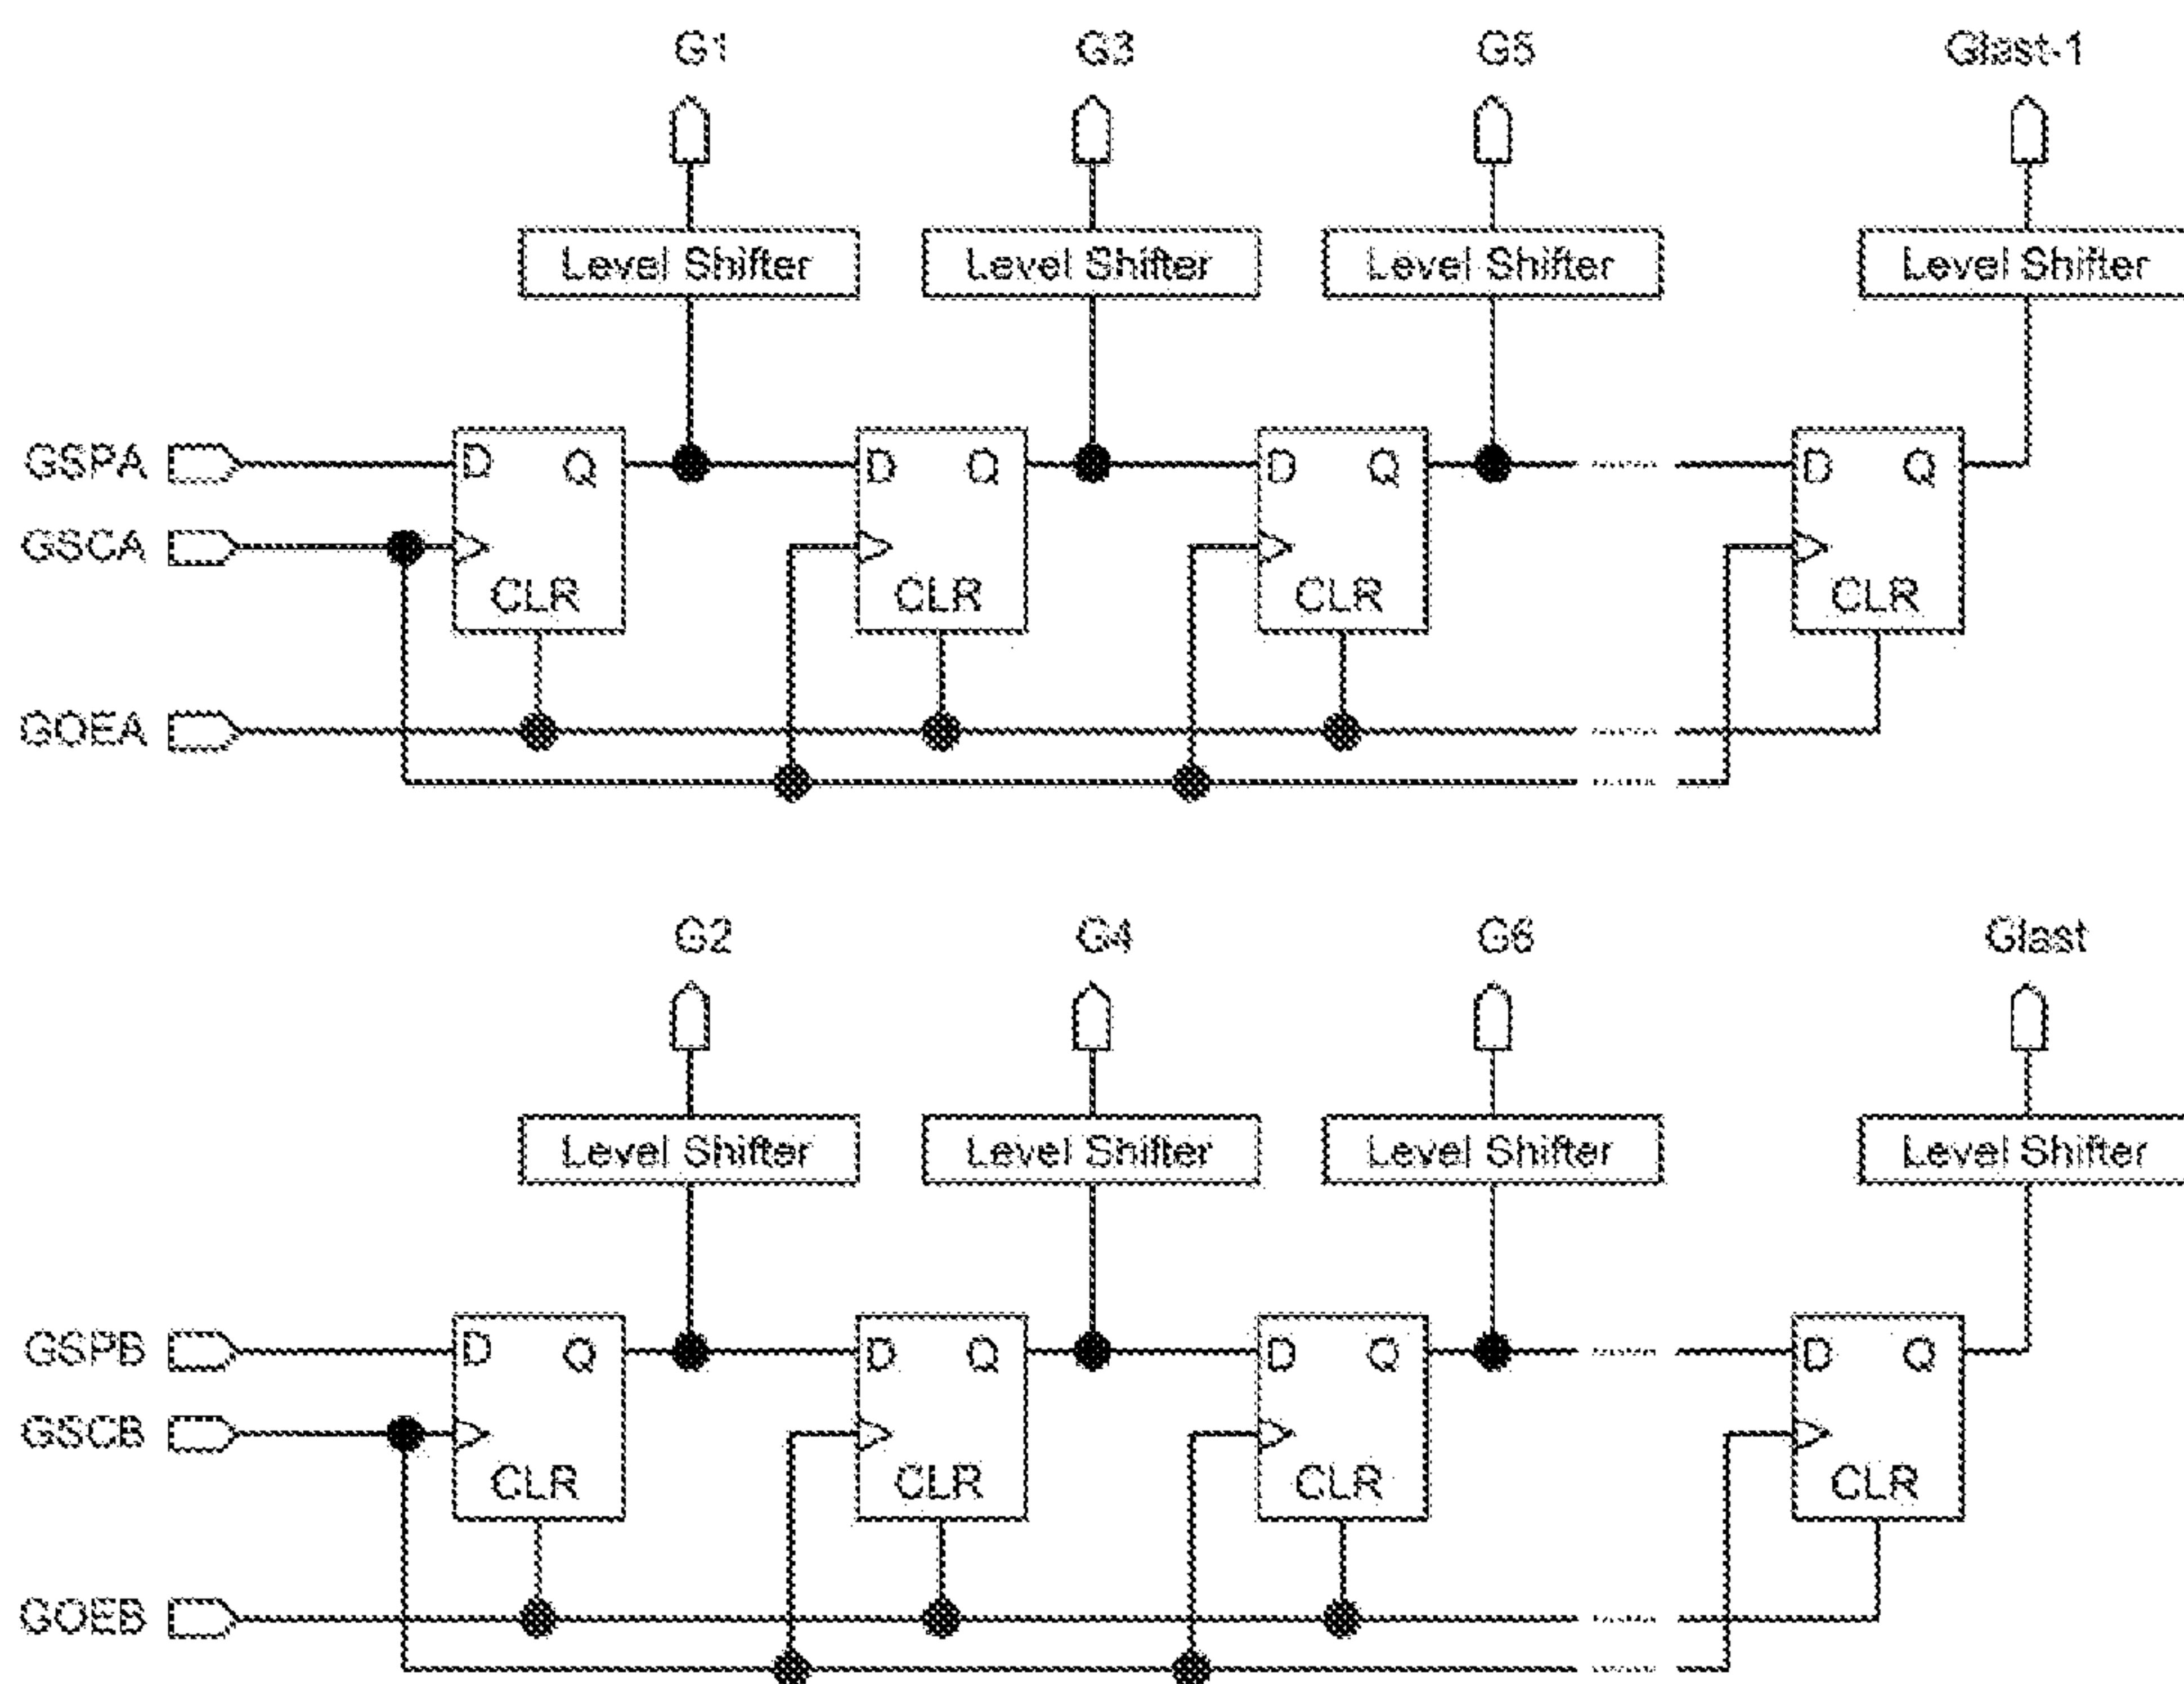 G1 G3 G5 Glast-1
Level Shifter Level Shifter Level Shifter Level Shifter
GSPA D Q D Q D Q D Q
GSCA
CLR CLR CLR CLR
GOEA
G2 G4 G6 Glast
Level Shifter Level Shifter Level Shifter Level Shifter
GSPB D Q D Q D Q D Q
GSCB
CLR CLR CLR CLR
GOEB